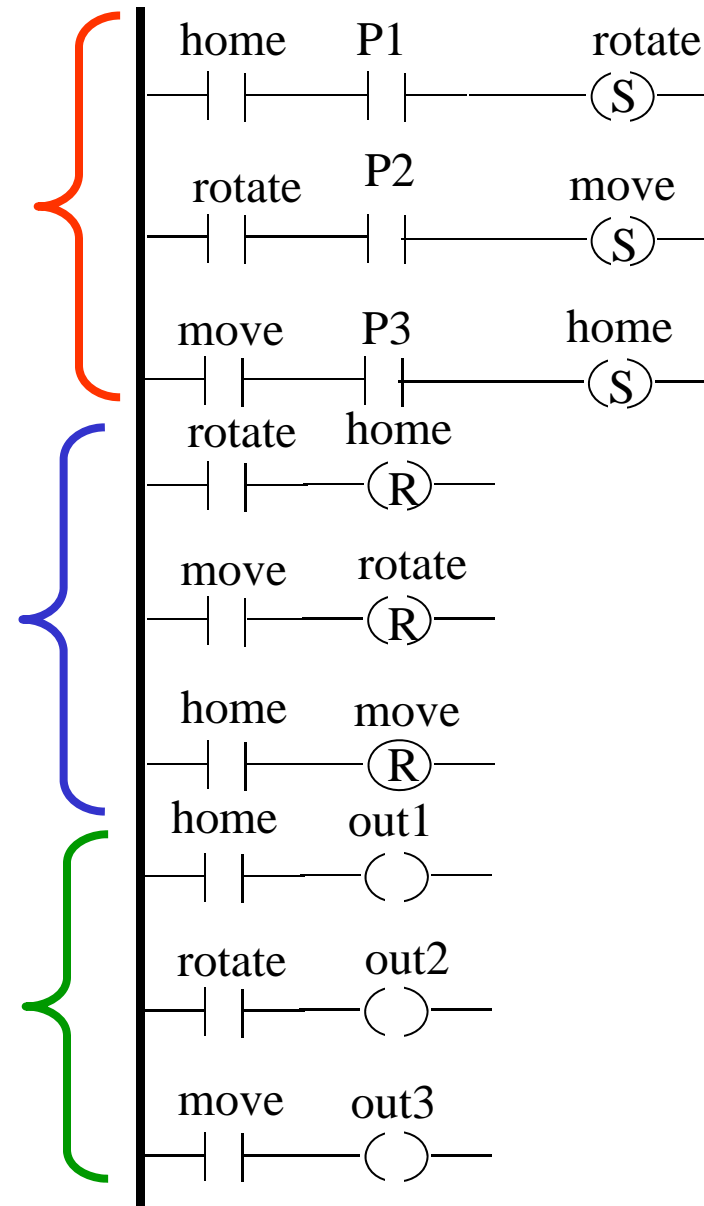 home P1 rotate
S
rotate P2 move
S
move P3 home
S
rotate home
R
move rotate
R
home move
R
home out1
rotate out2
move out3